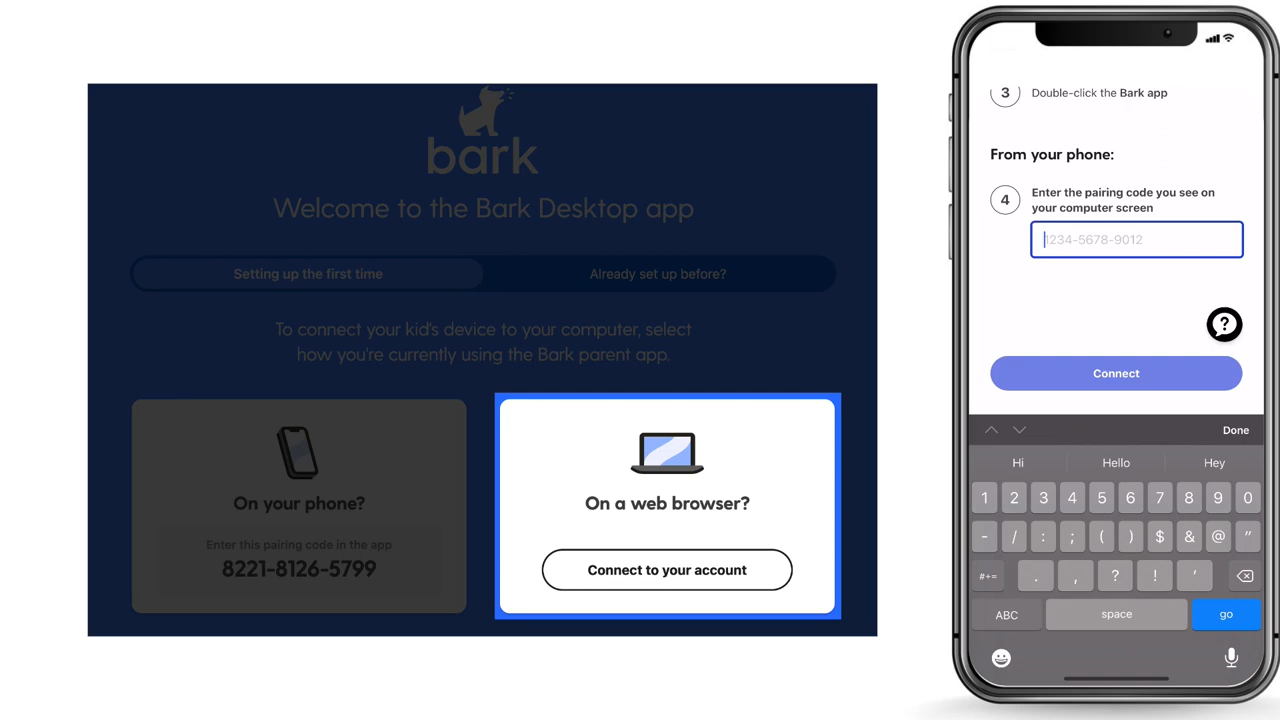 bark
Welcome to the Bark Desktop app
Setting up the first time
Already set up before?
To connect your kid's device to your computer, select
how you're currently using the Bark parent app.
On your phone?
Enter this pairing code in the app
8221-8126-5799
On a web browser?
Connect to your account
3 Double-click the Bark app
From your phone:
4 Enter the pairing code you see on
your computer screen
1234-5678-9012
?
Connect
Done
Hi Hello Hey
1 2 3 4 5 6 7 8 9 0
- / : ; ( ) $ & @ "
#+= . , ? ! '
ABC space go